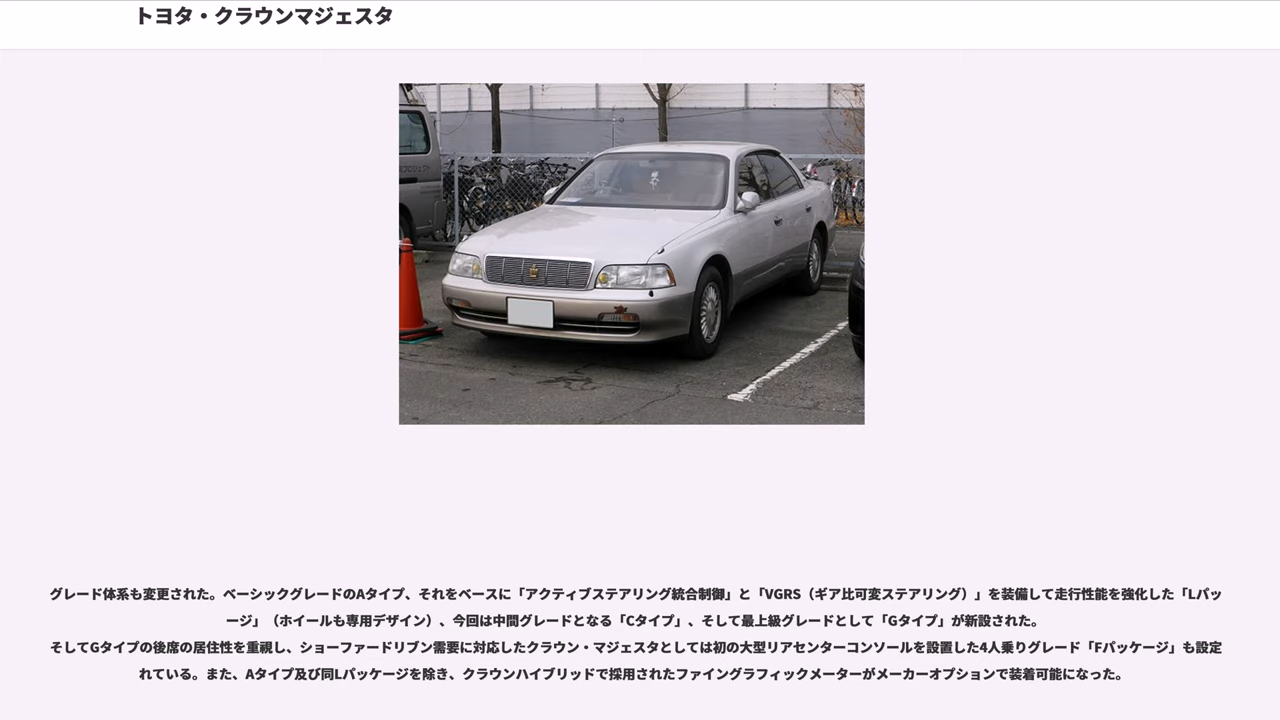 トヨタ・クラウンマジェスタ
グレード体系も変更された。ベーシックグレードのAタイプ、それをベースに「アクティブステアリング統合制御」と「VGRS（ギア比可変ステアリング）」を装備して走行性能を強化した「Lパッ
ージ」（ホイールも専用デザイン）、今回は中間グレードとなる「Cタイプ」、そして最上級グレードとして「Gタイプ」が新設された。
そしてGタイプの後席の居住性を重視し、ショーファードリブン需要に対応したクラウン・マジェスタとしては初の大型リアセンターコンソールを設置した4人乗りグレード「Fパッケージ」も設定
れている。また、Aタイプ及び同Lパッケージを除き、クラウンハイブリッドで採用されたファイングラフィックメーターがメーカーオプションで装着可能になった。